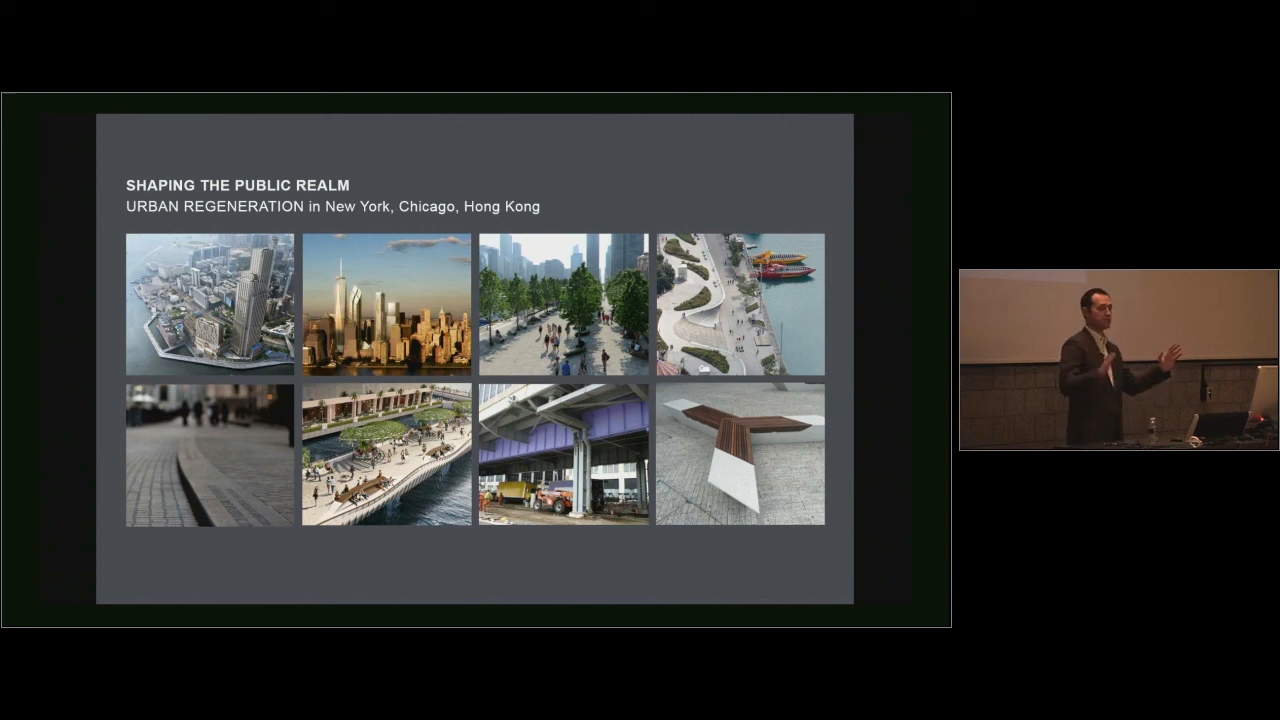 SHAPING THE PUBLIC REALM
URBAN REGENERATION in New York, Chicago, Hong Kong